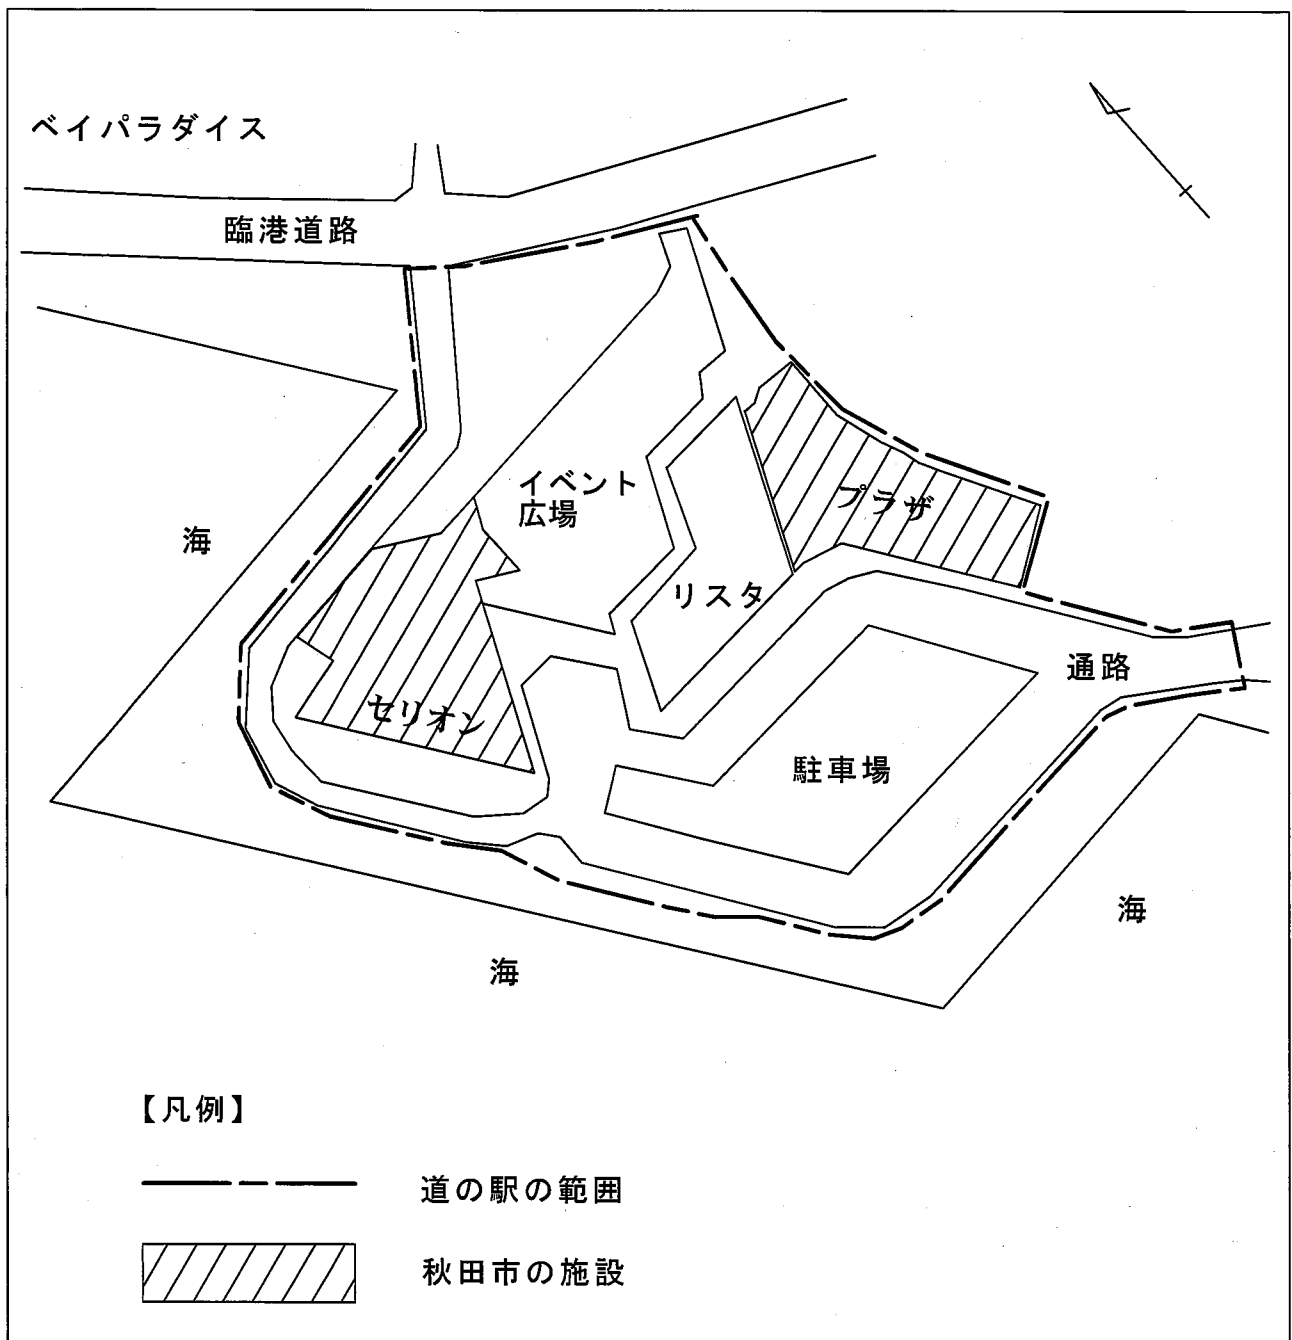 ベイパラダイス
臨港道路
イベント
広場
プラザ
海
リスタ
通路
セリオン
駐車場
海
海
【凡例】
道の駅の範囲
秋田市の施設